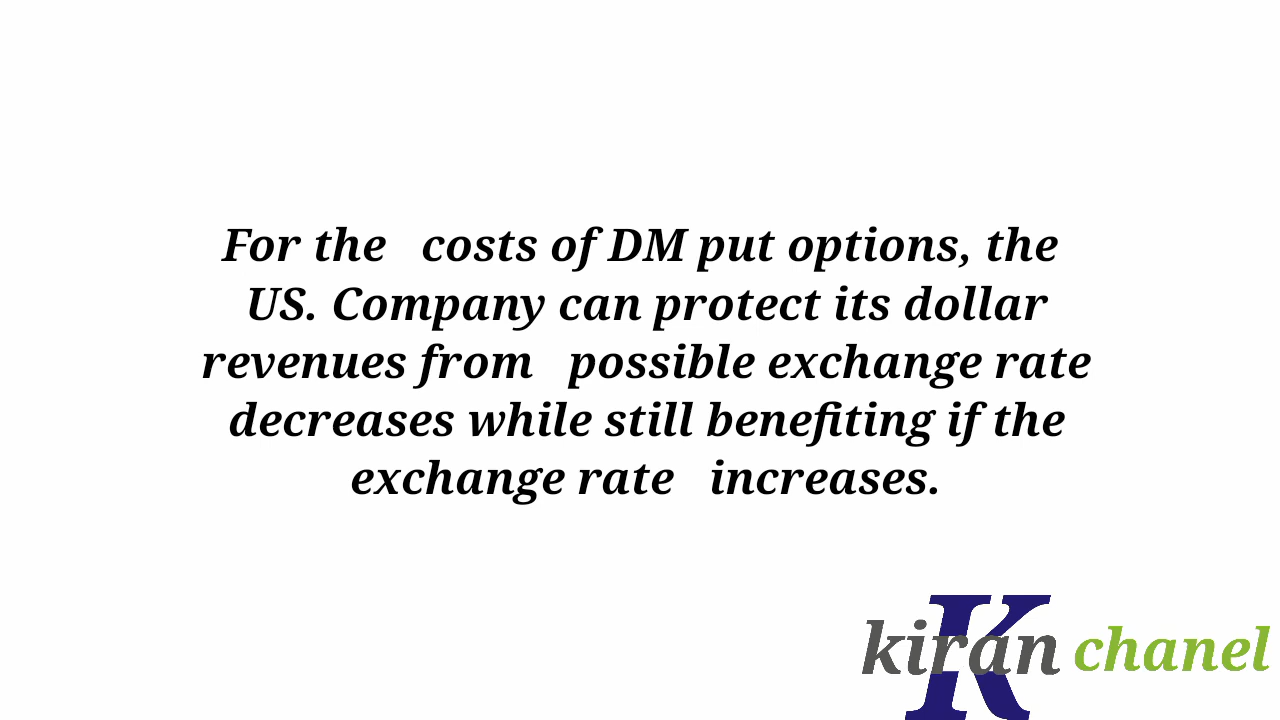 For the costs of DM put options, the
US. Company can protect its dollar
revenues from possible exchange rate
decreases while still benefiting if the
exchange rate increases.
K
kiran chanel